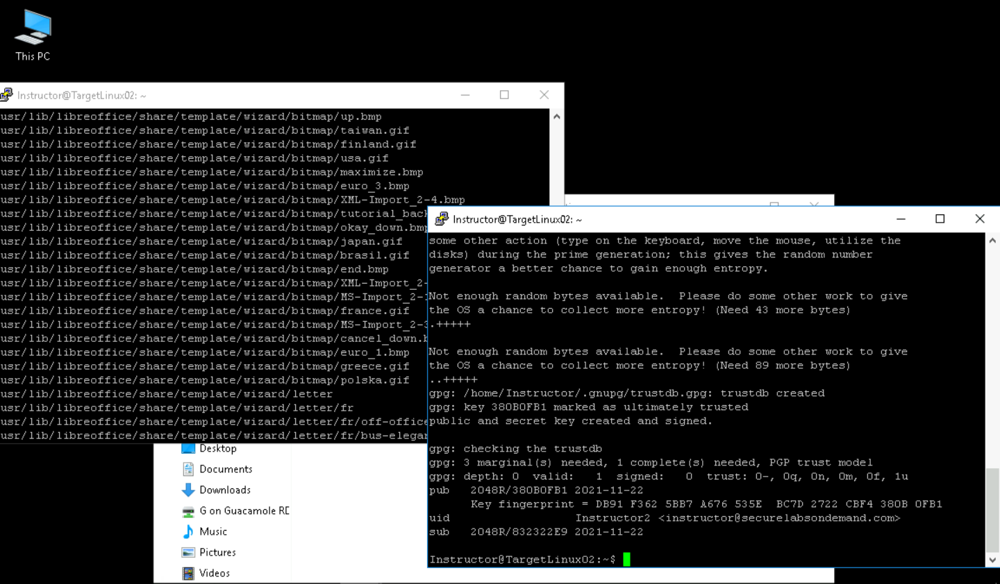 This PC
Instructor@TargetLinux02: ~
usr/lib/libreoffice/share/template/wizard/bitmap/up.bmp
usr/lib/libreoffice/share/template/wizard/bitmap/taiwan.gif
usr/lib/libreoffice/share/template/wizard/bitmap/finland.gif
usr/lib/libreoffice/share/template/wizard/bitmap/usa.gif
usr/lib/libreoffice/share/template/wizard/bitmap/maximize.bmp
usr/lib/libreoffice/share/template/wizard/bitmap/euro_3.bmp
usr/lib/libreoffice/share/template/wizard/bitmap/XML-Import_2-4.bmp
usr/lib/libreoffice/share/template/wizard/bitmap/tutorial_back
usr/lib/libreoffice/share/template/wizard/bitmap/okay_down.bmp
usr/lib/libreoffice/share/template/wizard/bitmap/japan.gif
usr/lib/libreoffice/share/template/wizard/bitmap/brasil.gif
usr/lib/libreoffice/share/template/wizard/bitmap/end.bmp
usr/lib/libreoffice/share/template/wizard/bitmap/XML-Import_2-
usr/lib/libreoffice/share/template/wizard/bitmap/MS-Import_2-1
usr/lib/libreoffice/share/template/wizard/bitmap/france.gif
usr/lib/libreoffice/share/template/wizard/bitmap/MS-Import_2-3
usr/lib/libreoffice/share/template/wizard/bitmap/cancel_down.b
usr/lib/libreoffice/share/template/wizard/bitmap/euro_1.bmp
usr/lib/libreoffice/share/template/wizard/bitmap/greece.gif
usr/lib/libreoffice/share/template/wizard/bitmap/polska.gif
usr/lib/libreoffice/share/template/wizard/letter
usr/lib/libreoffice/share/template/wizard/letter/fr
usr/lib/libreoffice/share/template/wizard/letter/fr/off-office
usr/lib/libreoffice/share/template/wizard/letter/fr/bus-elegan
Instructor@TargetLinux02: ~
some other action (type on the keyboard, move the mouse, utilize the
disks) during the prime generation; this gives the random number
generator a better chance to gain enough entropy.
Not enough random bytes available.  Please do some other work to give
the OS a chance to collect more entropy! (Need 43 more bytes)
.+++++
Not enough random bytes available.  Please do some other work to give
the OS a chance to collect more entropy! (Need 89 more bytes)
..+++++
gpg: /home/Instructor/.gnupg/trustdb.gpg: trustdb created
gpg: key 380B0FB1 marked as ultimately trusted
public and secret key created and signed.
gpg: checking the trustdb
gpg: 3 marginal(s) needed, 1 complete(s) needed, PGP trust model
gpg: depth: 0  valid:   1  signed:   0  trust: 0-, 0q, 0n, 0m, 0f, 1u
pub   2048R/380B0FB1 2021-11-22
Key fingerprint = DB91 F362 5BB7 A676 535E  BC7D 2722 CBF4 380B 0FB1
uid                  Instructor2 <instructor@securelabsondemand.com>
sub   2048R/832322E9 2021-11-22
Instructor@TargetLinux02:~$
Desktop
Documents
Downloads
G on Guacamole RD
Music
Pictures
Videos